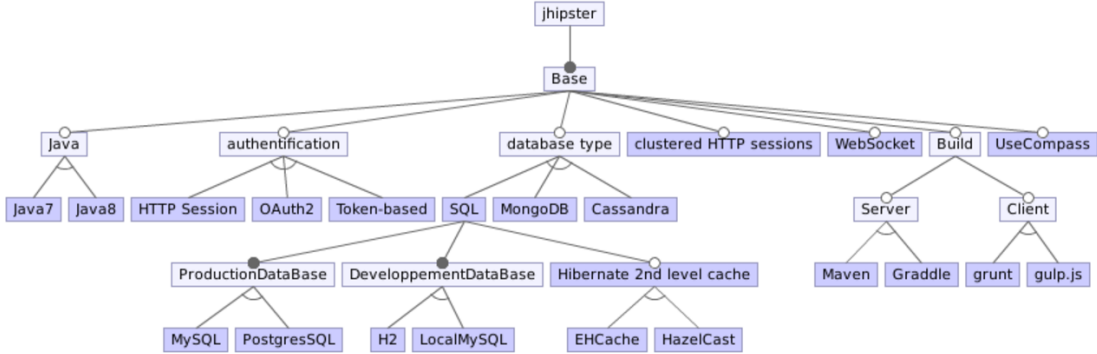 jhipster
Base
Java
authentification
database type
clustered HTTP sessions
WebSocket
Build
UseCompass
Java7
Java8
HTTP Session
OAuth2
Token-based
SQL
MongoDB
Cassandra
Server
Client
ProductionDataBase
DeveloppementDataBase
Hibernate 2nd level cache
Maven
Graddle
grunt
gulp.js
MySQL
PostgresSQL
H2
LocalMySQL
EHCache
HazelCast